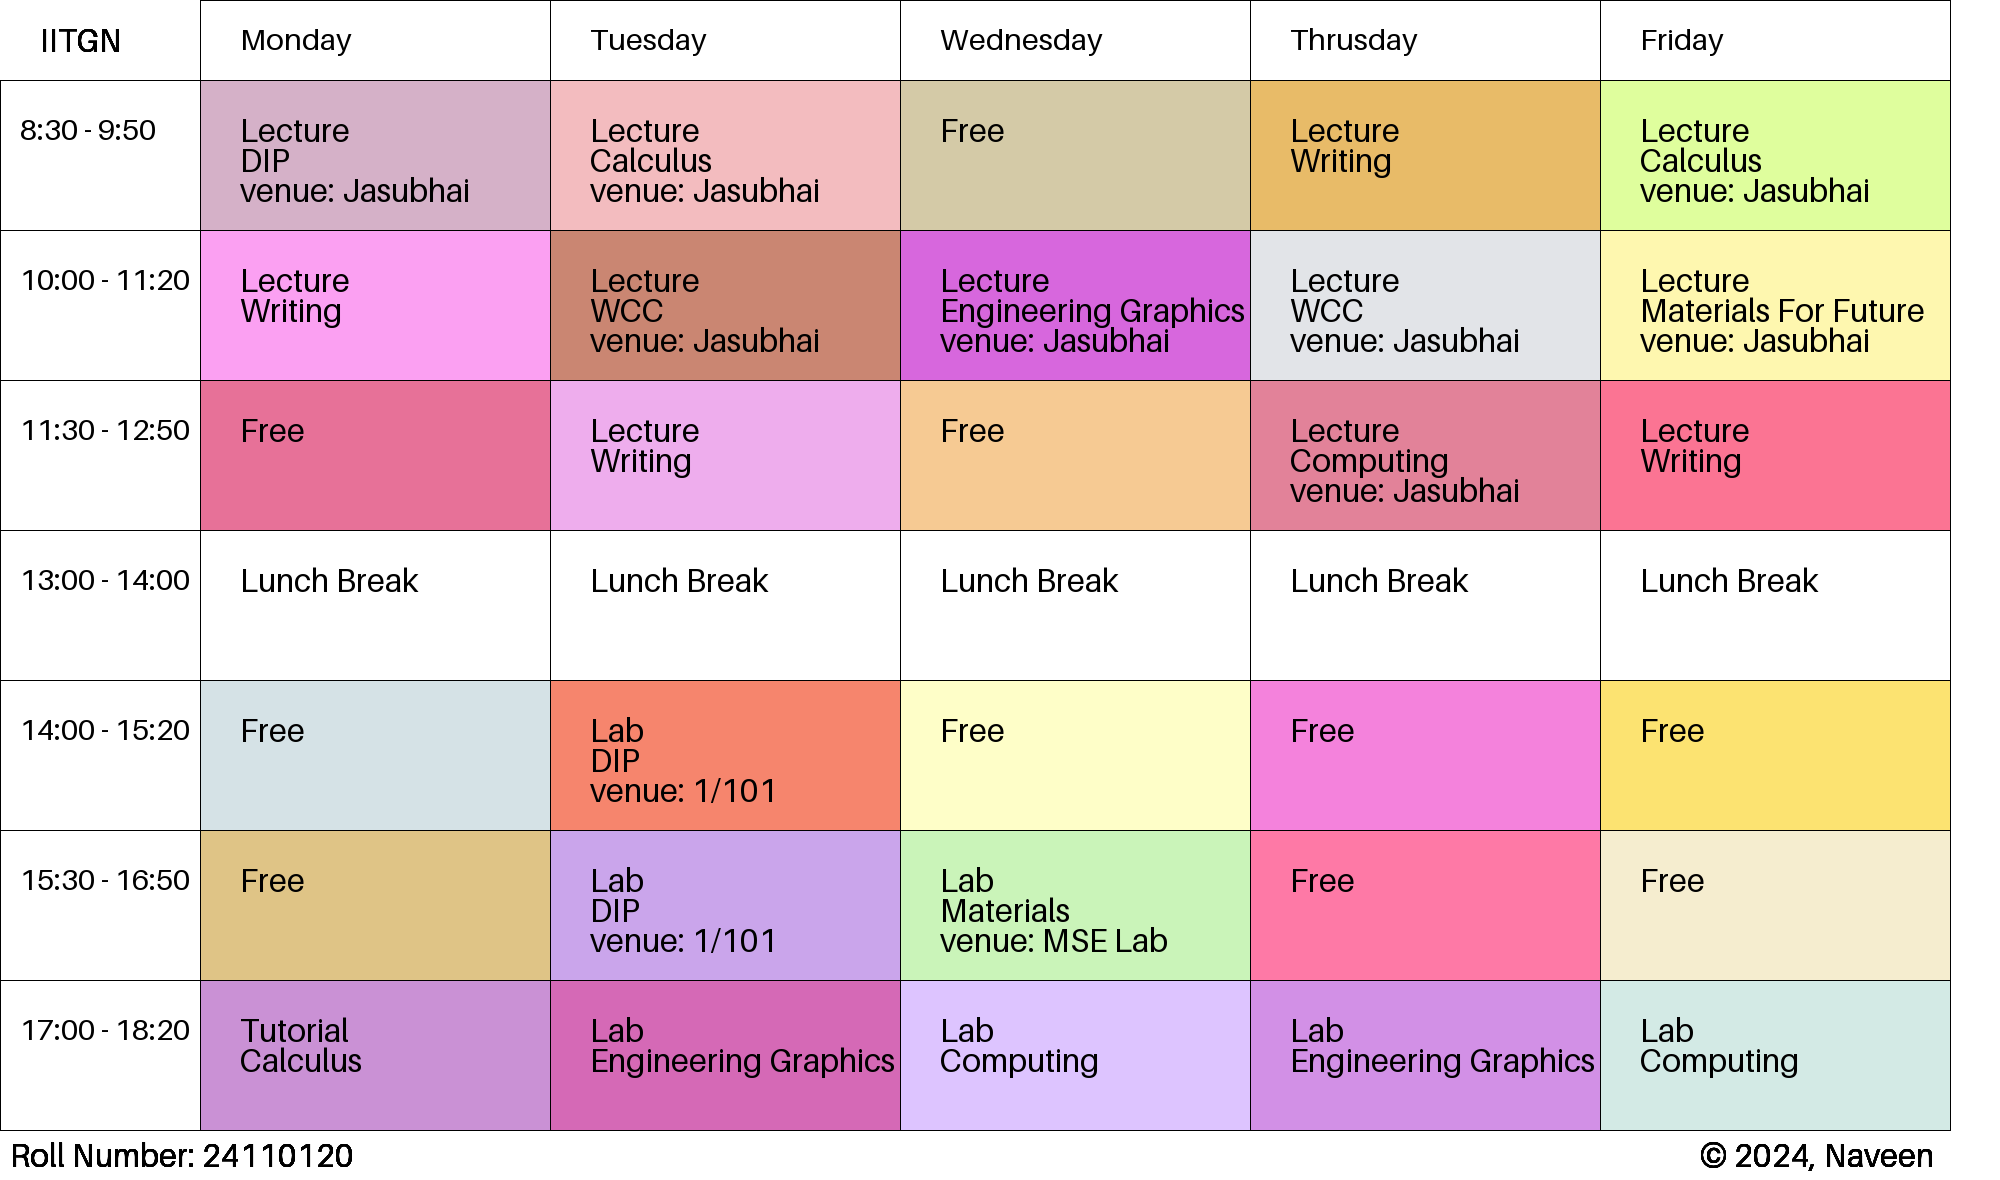 IITGN Monday Tuesday Wednesday Thrusday Friday
8:30 - 9:50
Lecture
DIP
venue: Jasubhai
Lecture
Calculus
venue: Jasubhai
Free
Lecture
Writing
Lecture
Calculus
venue: Jasubhai
10:00 - 11:20
Lecture
Writing
Lecture
WCC
venue: Jasubhai
Lecture
Engineering Graphics
venue: Jasubhai
Lecture
WCC
venue: Jasubhai
Lecture
Materials For Future
venue: Jasubhai
11:30 - 12:50
Free
Lecture
Writing
Free
Lecture
Computing
venue: Jasubhai
Lecture
Writing
13:00 - 14:00
Lunch Break
Lunch Break
Lunch Break
Lunch Break
Lunch Break
14:00 - 15:20
Free
Lab
DIP
venue: 1/101
Free
Free
Free
15:30 - 16:50
Free
Lab
DIP
venue: 1/101
Lab
Materials
venue: MSE Lab
Free
Free
17:00 - 18:20
Tutorial
Calculus
Lab
Engineering Graphics
Lab
Computing
Lab
Engineering Graphics
Lab
Computing
Roll Number: 24110120
© 2024, Naveen